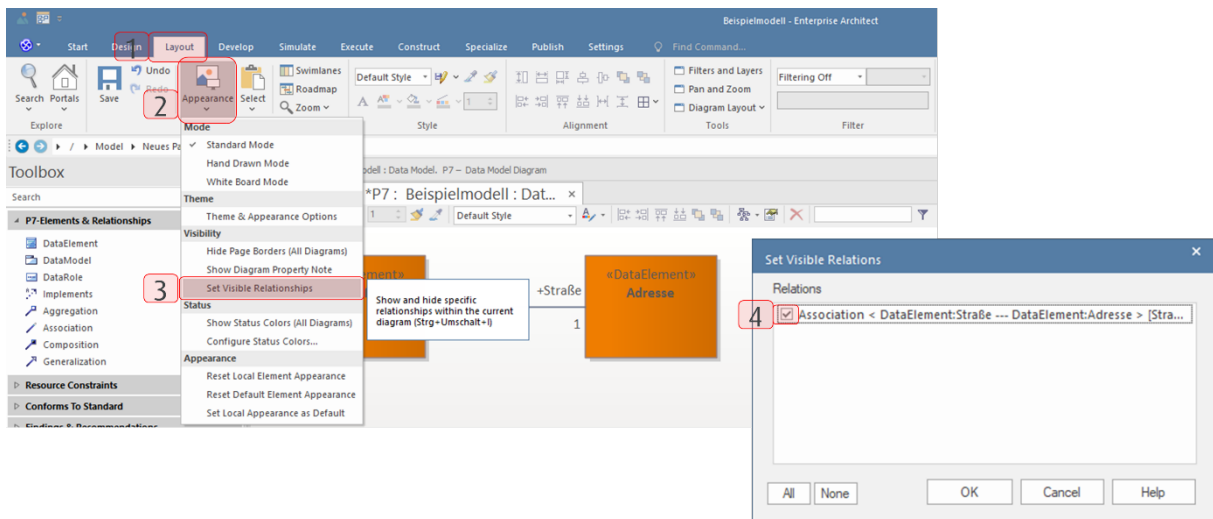 Beispielmodell - Enterprise Architect
1
Start Design Layout Develop Simulate Execute Construct Specialize Publish Settings Find Command...
Search Portals Save Undo Redo Appearance Select Swimlanes Roadmap Zoom Default Style 1 Filters and Layers Pan and Zoom Diagram Layout Filtering Off
2
Explore Style Alignment Tools Filter
Model Neues Pa
Mode
Standard Mode
Hand Drawn Mode
White Board Mode
Theme
Theme & Appearance Options
Visibility
Hide Page Borders (All Diagrams)
Show Diagram Property Note
3
Set Visible Relationships
Status
Show Status Colors (All Diagrams)
Configure Status Colors...
Appearance
Reset Local Element Appearance
Reset Default Element Appearance
Set Local Appearance as Default
Show and hide specific
relationships within the current
diagram (Strg+Umschalt+I)
Toolbox
Search
P7-Elements & Relationships
DataElement
DataModel
DataRole
Implements
Aggregation
Association
Composition
Generalization
Resource Constraints
Conforms To Standard
Findings & Recommendations
odell : Data Model. P7 – Data Model Diagram
*P7 : Beispielmodell : Dat... ×
1 Default Style
ement»
+Straße
1
«DataElement»
Adresse
Set Visible Relations
Relations
4
Association < DataElement:Straße --- DataElement:Adresse > [Stra...
All None OK Cancel Help